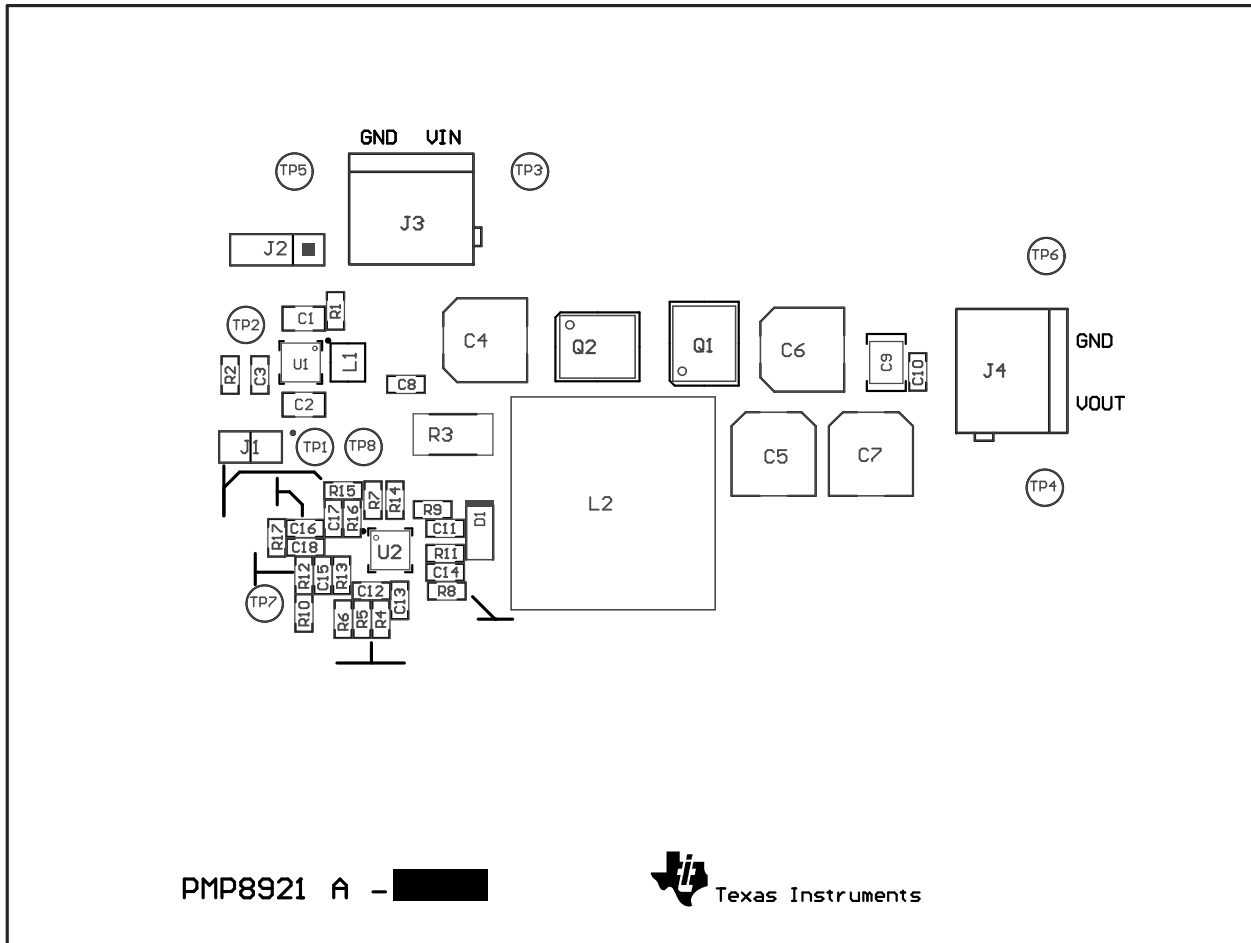 GND VIN
TP5
TP3
J3
J2
TP6
R1
C1
TP2
C4
Q2
Q1
C6
GND
U1
L1
R2
C3
C9
C10
J4
C8
C2
VOUT
R3
J1
TP1
TP8
C5
C7
TP4
R15
R7
R14
L2
R9
D1
C17
R16
C16
C11
R17
C18
U2
R11
R12
C15
R13
C14
C12
R8
C13
TP7
R10
R6
R5
R4
PMP8921 A -
Texas Instruments